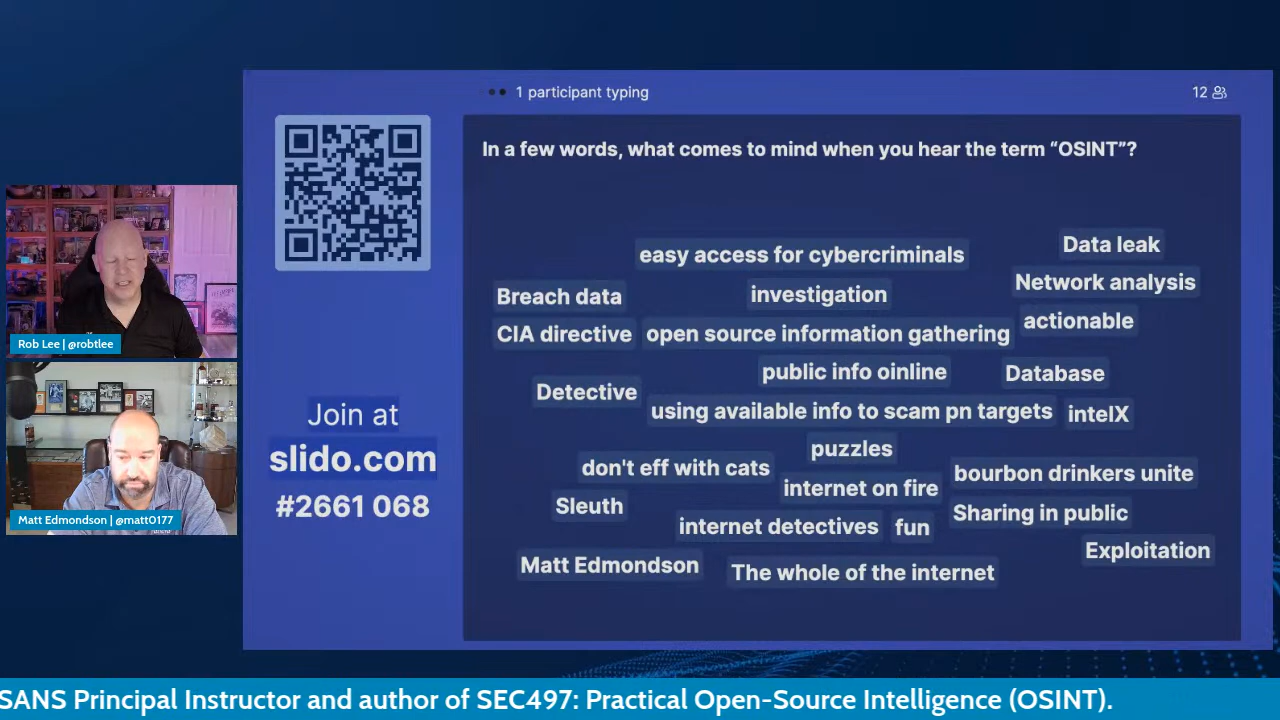 1 participant typing
12
In a few words, what comes to mind when you hear the term “OSINT”?
easy access for cybercriminals
Data leak
Breach data
investigation
Network analysis
CIA directive
open source information gathering
actionable
public info oinline
Database
Detective
using available info to scam pn targets
intelX
puzzles
don't eff with cats
internet on fire
bourbon drinkers unite
Sleuth
Sharing in public
internet detectives
fun
Exploitation
Matt Edmondson
The whole of the internet
Join at
slido.com
#2661 068
Rob Lee | @robtlee
Matt Edmondson | @matt0177
SANS Principal Instructor and author of SEC497: Practical Open-Source Intelligence (OSINT).